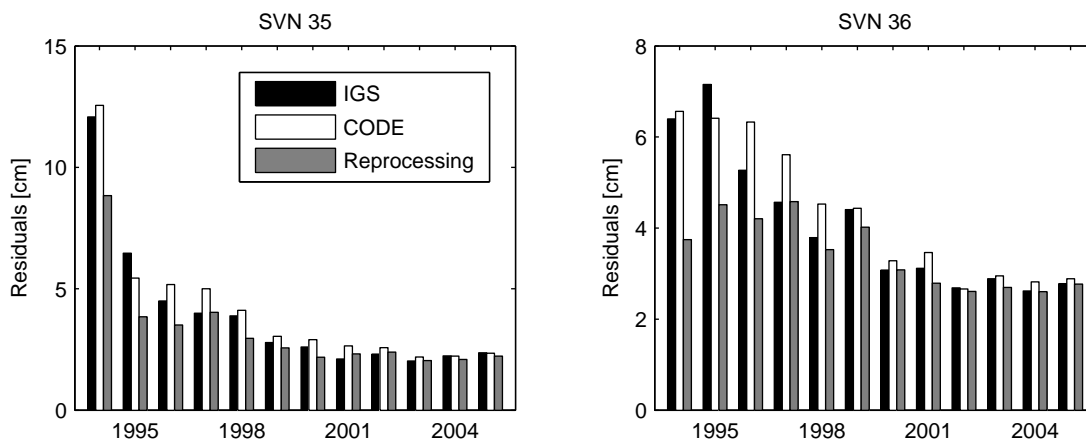 SVN 35
15
10
5
0
Residuals [cm]
IGS
CODE
Reprocessing
1995
1998
2001
2004
SVN 36
8
6
4
2
0
Residuals [cm]
1995
1998
2001
2004